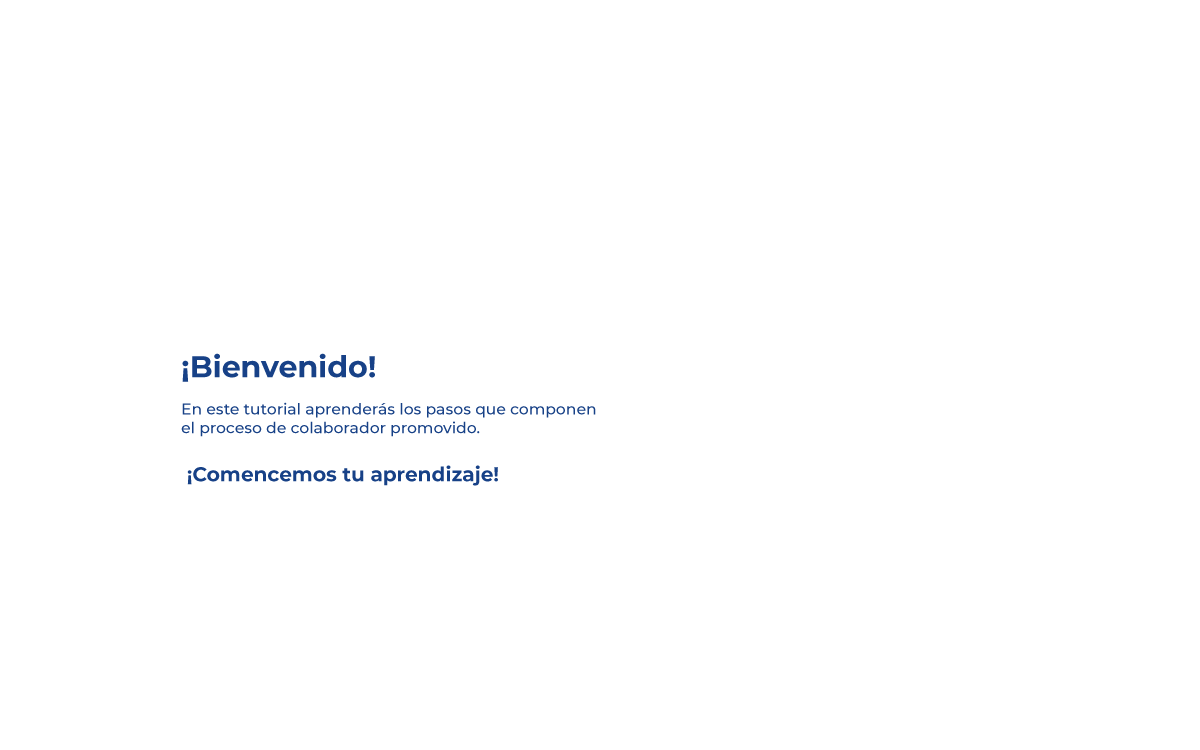 ¡Bienvenido!
En este tutorial aprenderás los pasos que componen
el proceso de colaborador promovido.
¡Comencemos tu aprendizaje!